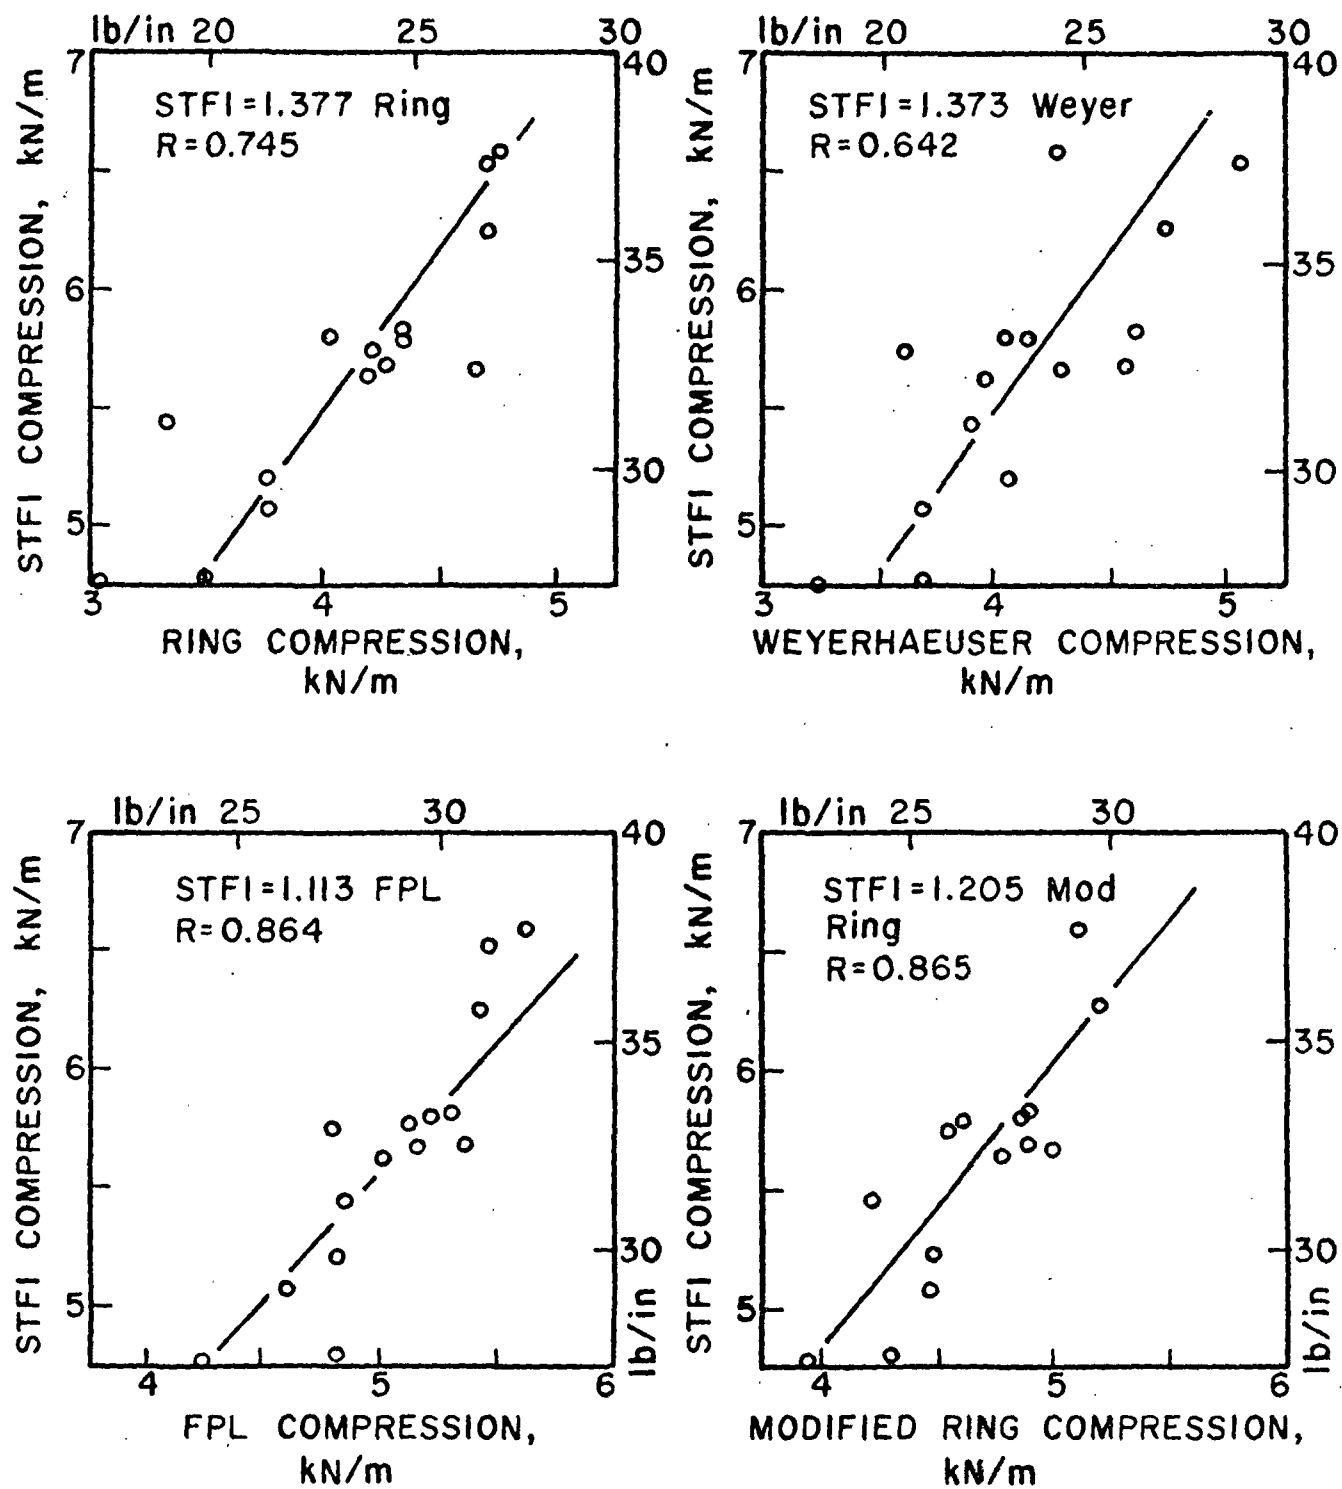 lb/in 20 25 30
7 40
STFI = 1.377 Ring
R = 0.745
STFI COMPRESSION, kN/m
6
35
5
30
3 4 5
RING COMPRESSION,
kN/m
lb/in 20 25 30
7 40
STFI = 1.373 Weyer
R = 0.642
STFI COMPRESSION, kN/m
6
35
5
30
3 4 5
WEYERHAEUSER COMPRESSION,
kN/m
lb/in 25 30
7 40
STFI = 1.113 FPL
R = 0.864
STFI COMPRESSION, kN/m
6
35
5
30
lb/in
4 5 6
FPL COMPRESSION,
kN/m
lb/in 25 30
7 40
STFI = 1.205 Mod
Ring
R = 0.865
STFI COMPRESSION, kN/m
6
35
5
30
lb/in
4 5 6
MODIFIED RING COMPRESSION,
kN/m